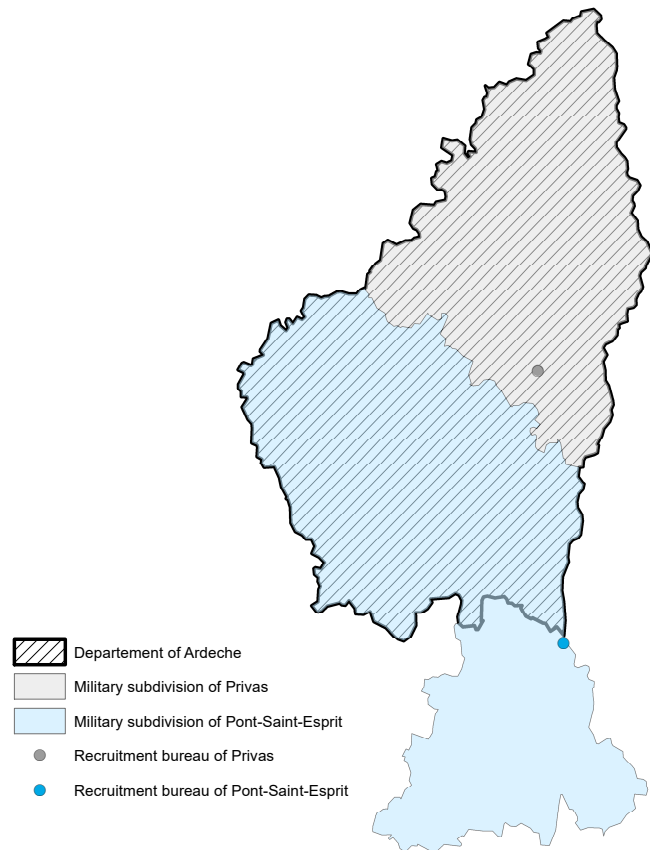 Departement of Ardeche
Military subdivision of Privas
Military subdivision of Pont-Saint-Esprit
Recruitment bureau of Privas
Recruitment bureau of Pont-Saint-Esprit